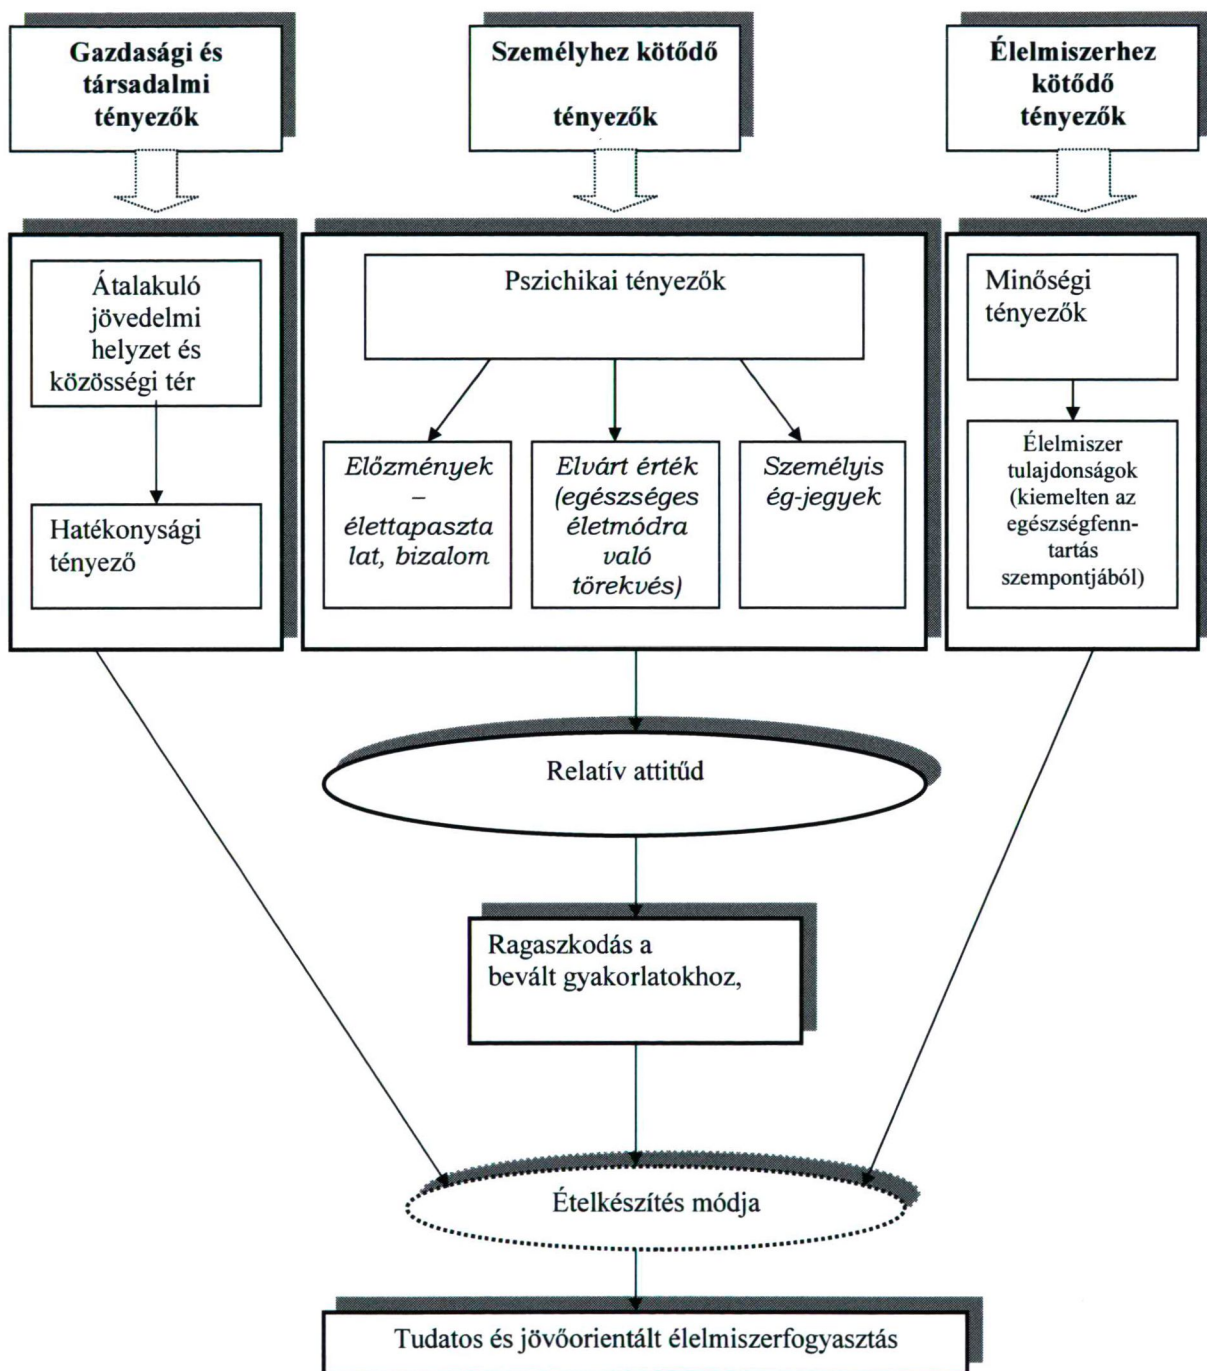 Gazdasági és
társadalmi
tényezők
Személyhez kötődő
tényezők
Élelmiszerhez
kötődő
tényezők
Átalakuló
jövedelmi
helyzet és
közösségi tér
Hatékonysági
tényező
Pszichikai tényezők
Előzmények
–
élettapaszta
lat, bizalom
Elvárt érték
(egészséges
életmódra
való
törekvés)
Személyis
ég-jegyek
Minőségi
tényezők
Élelmiszer
tulajdonságok
(kiemelten az
egészségfenn-
tartás
szempontjából)
Relatív attitűd
Ragaszkodás a
bevált gyakorlatokhoz,
Ételkészítés módja
Tudatos és jövőorientált élelmiszerfogyasztás